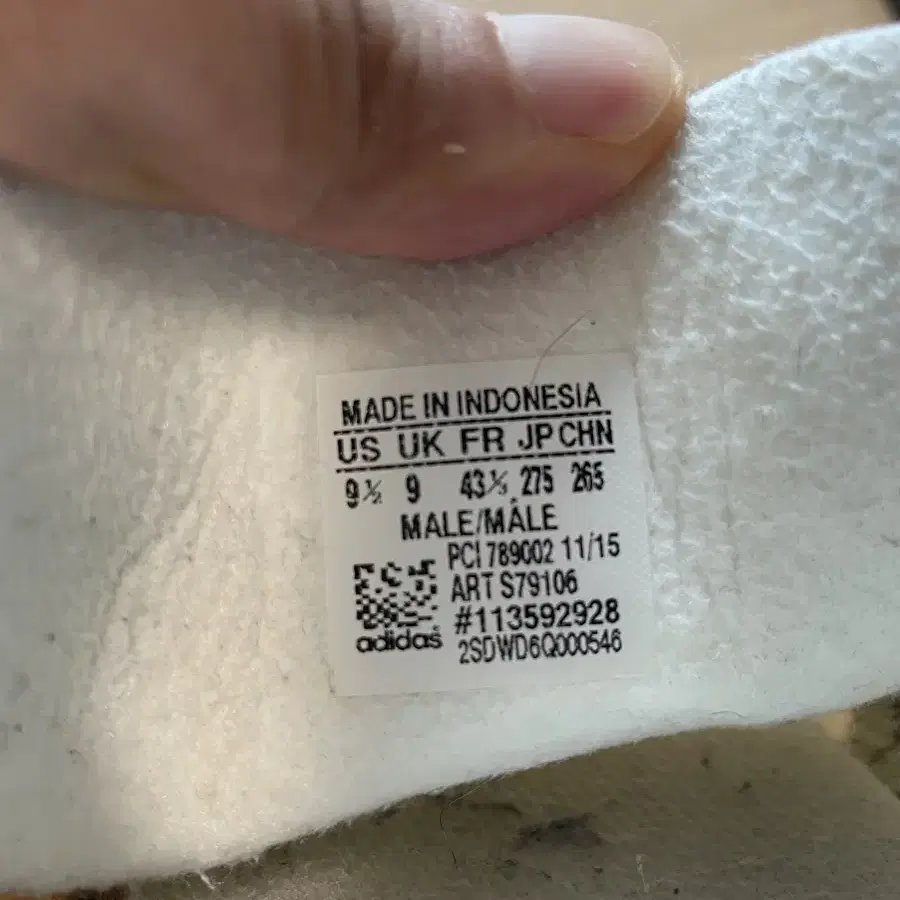 MADE IN INDONESIA
US UK FR JP CHN
9½ 9 43⅓ 275 265
MALE/MÂLE
PCI 789002 11/15
ART S79106
#113592928
2SDWD6Q000546
adidas